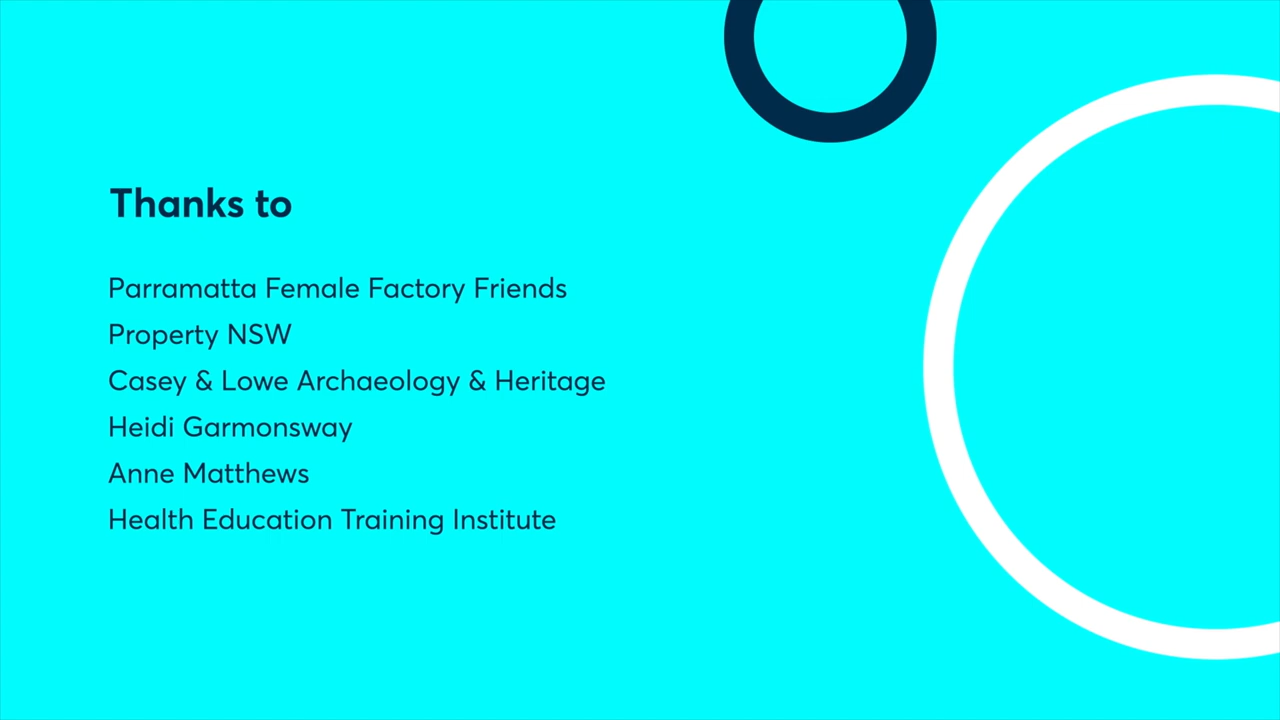 Thanks to
Parramatta Female Factory Friends
Property NSW
Casey & Lowe Archaeology & Heritage
Heidi Garmonsway
Anne Matthews
Health Education Training Institute